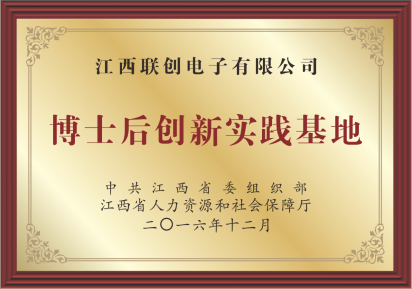 江西联创电子有限公司
博士后创新实践基地
中共江西省委组织部
江西省人力资源和社会保障厅
二〇一六年十二月